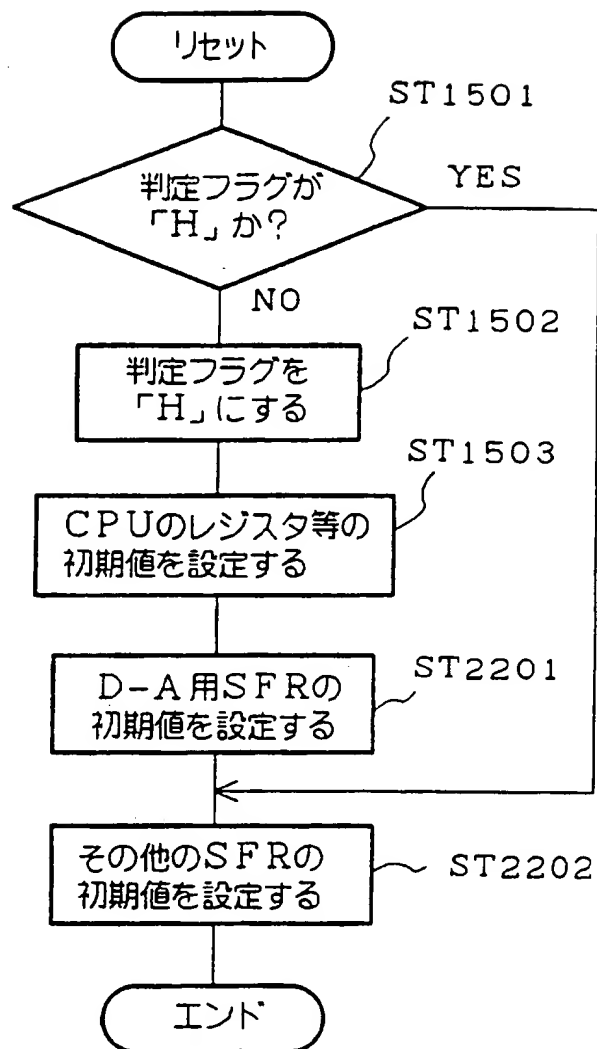 リセット
ST1501
判定フラグが
「H」か?
YES
NO
ST1502
判定フラグを
「H」にする
ST1503
CPUのレジスタ等の
初期値を設定する
ST2201
D-A用SFRの
初期値を設定する
その他のSFRの
初期値を設定する
ST2202
エンド